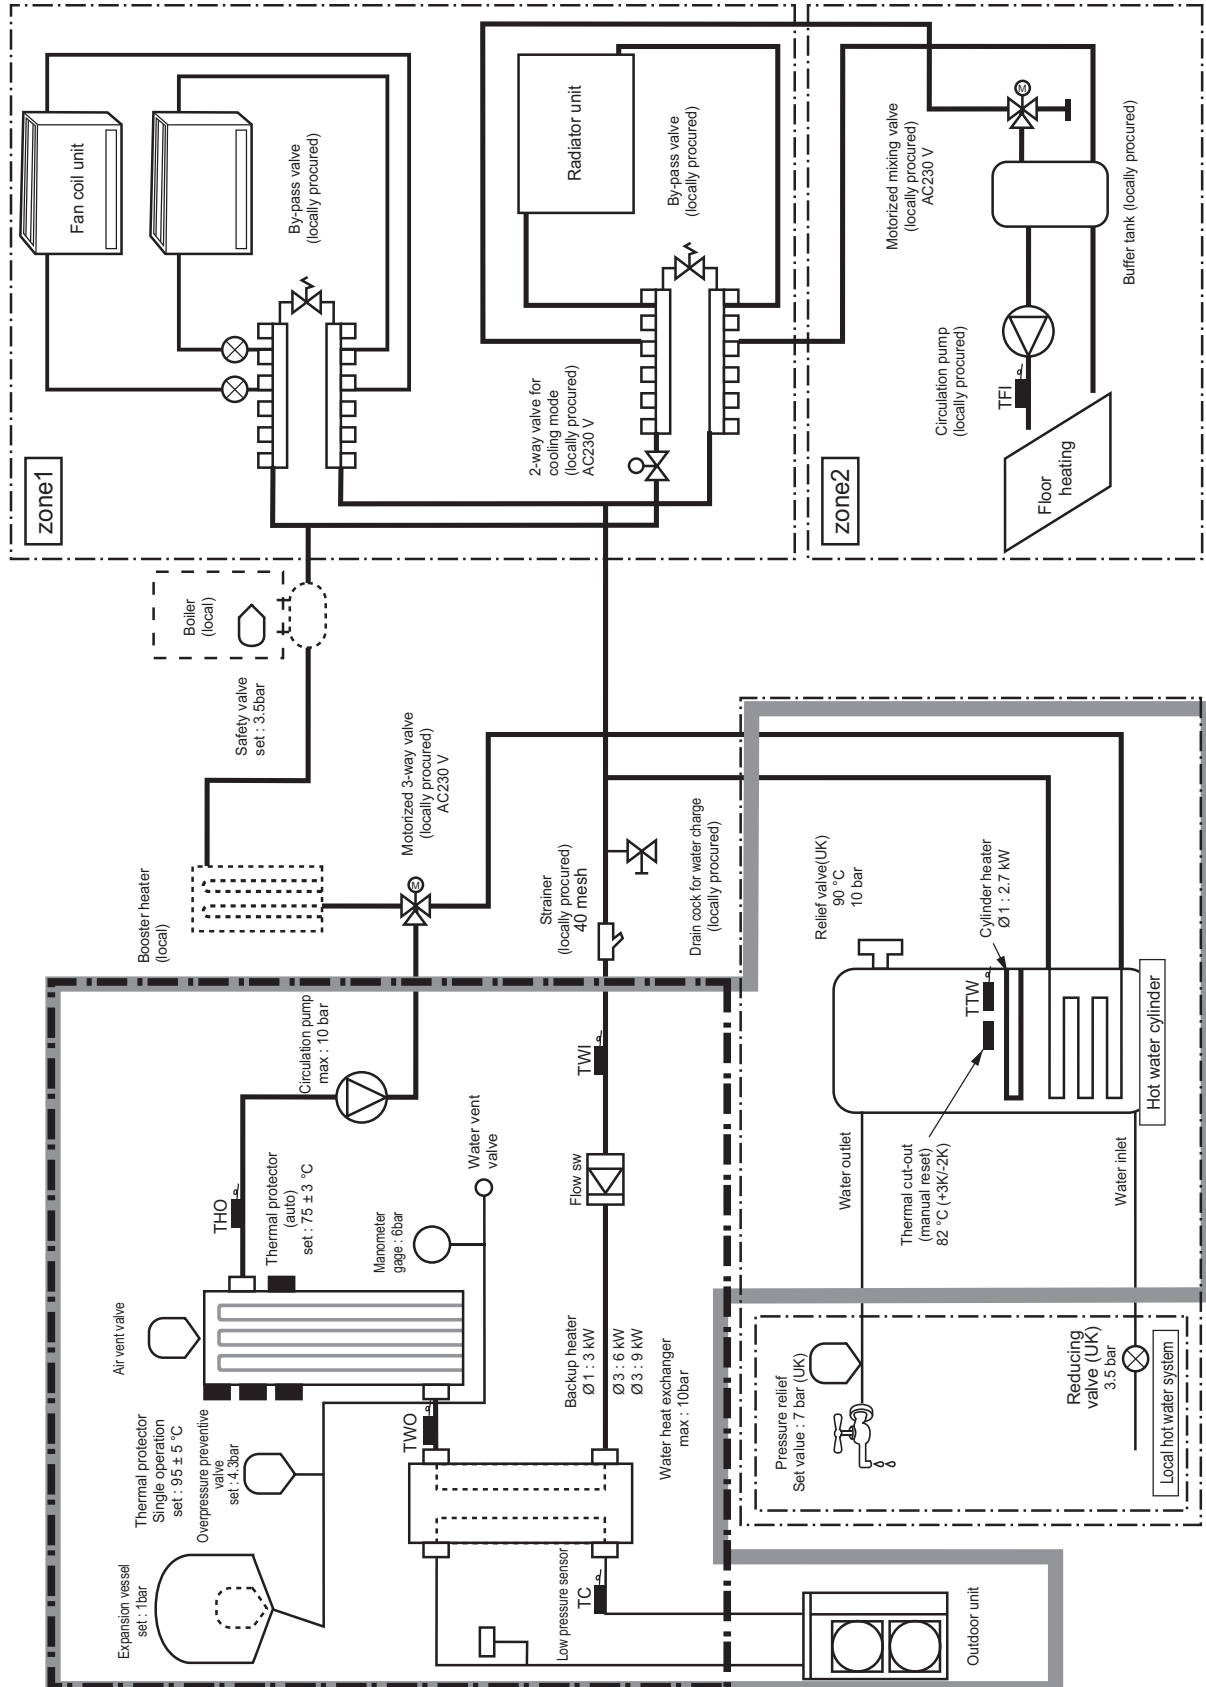 zone1
Fan coil unit
By-pass valve
(locally procured)
Radiator unit
By-pass valve
(locally procured)
2-way valve for
cooling mode
(locally procured)
AC230 V
zone2
Motorized mixing valve
(locally procured)
AC230 V
M
Buffer tank (locally procured)
Circulation pump
(locally procured)
TFI
Floor
heating
Boiler
(local)
Safety valve
set : 3.5bar
Booster heater
(local)
Motorized 3-way valve
(locally procured)
AC230 V
M
Strainer
(locally procured)
40 mesh
Drain cock for water charge
(locally procured)
Circulation pump
max : 10 bar
THO
Thermal protector
(auto)
set : 75 ± 3 °C
Air vent valve
Manometer
gage : 6bar
Water vent
valve
TWI
Flow sw
Backup heater
Ø 1 : 3 kW
Ø 3 : 6 kW
Ø 3 : 9 kW
Water heat exchanger
max : 10bar
TWO
Thermal protector
Single operation
set : 95 ± 5 °C
Overpressure preventive
valve
set : 4.3bar
Expansion vessel
set : 1bar
Low pressure sensor
TC
Outdoor unit
Relief valve(UK)
90 °C
10 bar
Cylinder heater
Ø 1 : 2.7 kW
TTW
Hot water cylinder
Water outlet
Thermal cut-out
(manual reset)
82 °C (+3K/-2K)
Water inlet
Pressure relief
Set value : 7 bar (UK)
Reducing
valve (UK)
3.5 bar
Local hot water system